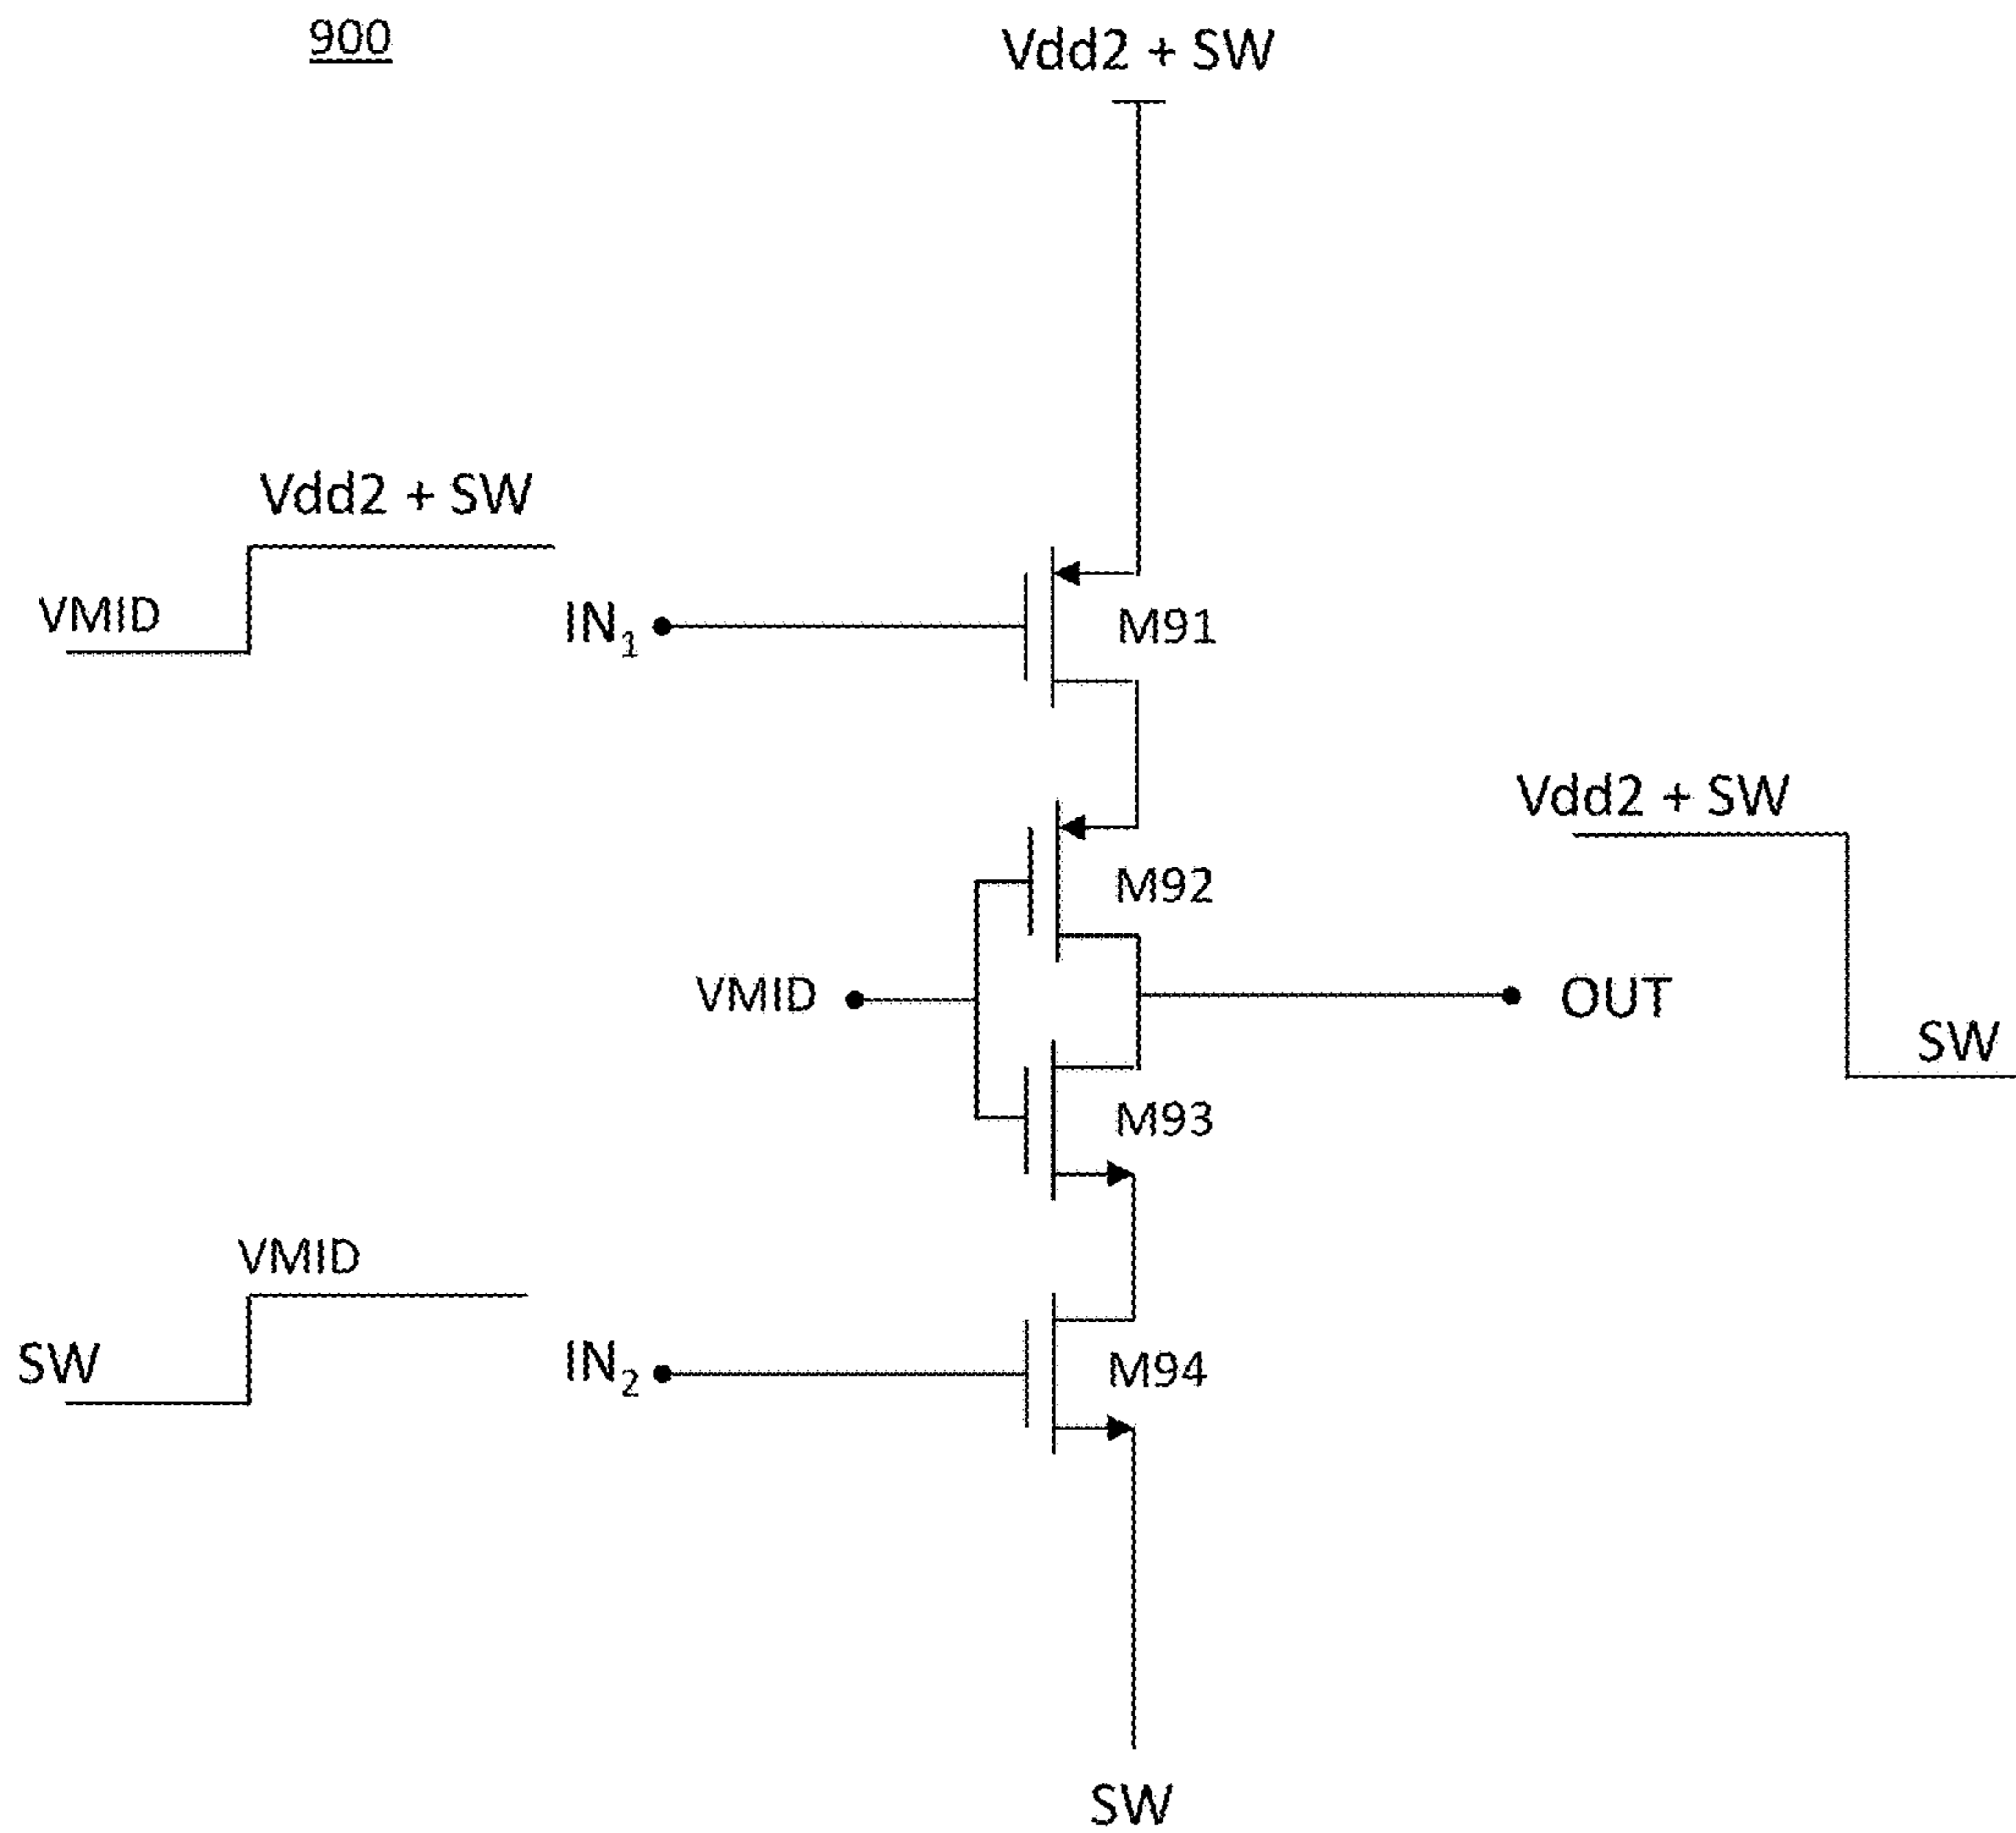 900
Vdd2 + SW
Vdd2 + SW
VMID
IN1
M91
Vdd2 + SW
M92
VMID
OUT
SW
M93
VMID
SW
IN2
M94
SW